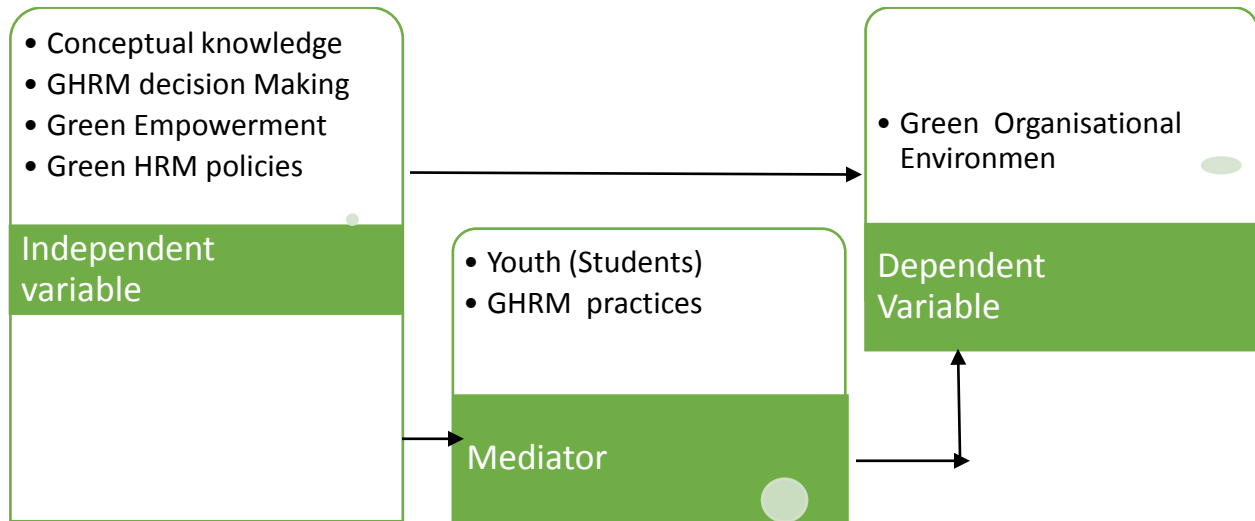 • Conceptual knowledge
• GHRM decision Making
• Green Empowerment
• Green HRM policies
Independent
variable
• Youth (Students)
• GHRM practices
Mediator
• Green Organisational
Environmen
Dependent
Variable